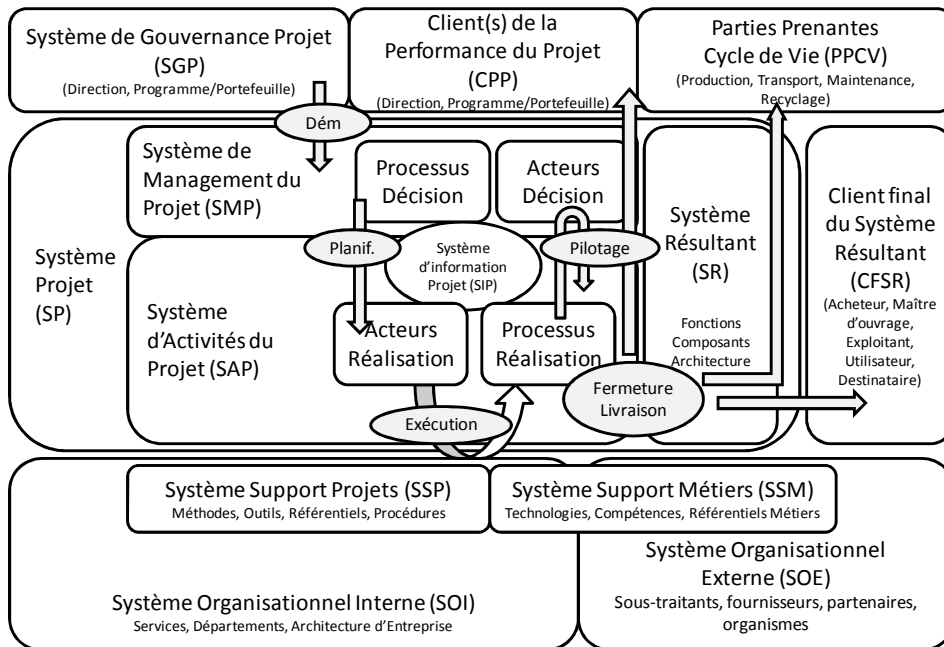 Système de Gouvernance Projet
(SGP)
(Direction, Programme/Portefeuille)
Client(s) de la
Performance du Projet
(CPP)
(Direction, Programme/Portefeuille)
Parties Prenantes
Cycle de Vie (PPCV)
(Production, Transport, Maintenance,
Recyclage)
Dém
Système de
Management du
Projet (SMP)
Processus
Décision
Acteurs
Décision
Système
Projet
(SP)
Planif.
Système
d'information
Projet (SIP)
Pilotage
Système
Résultant
(SR)
Fonctions
Composants
Architecture
Client final
du Système
Résultant
(CFSR)
(Acheteur, Maître
d'ouvrage,
Exploitant,
Utilisateur,
Destinataire)
Système
d'Activités du
Projet (SAP)
Acteurs
Réalisation
Processus
Réalisation
Fermeture
Livraison
Exécution
Système Support Projets (SSP)
Méthodes, Outils, Référentiels, Procédures
Système Support Métiers (SSM)
Technologies, Compétences, Référentiels Métiers
Système Organisationnel Interne (SOI)
Services, Départements, Architecture d'Entreprise
Système Organisationnel
Externe (SOE)
Sous-traitants, fournisseurs, partenaires,
organismes